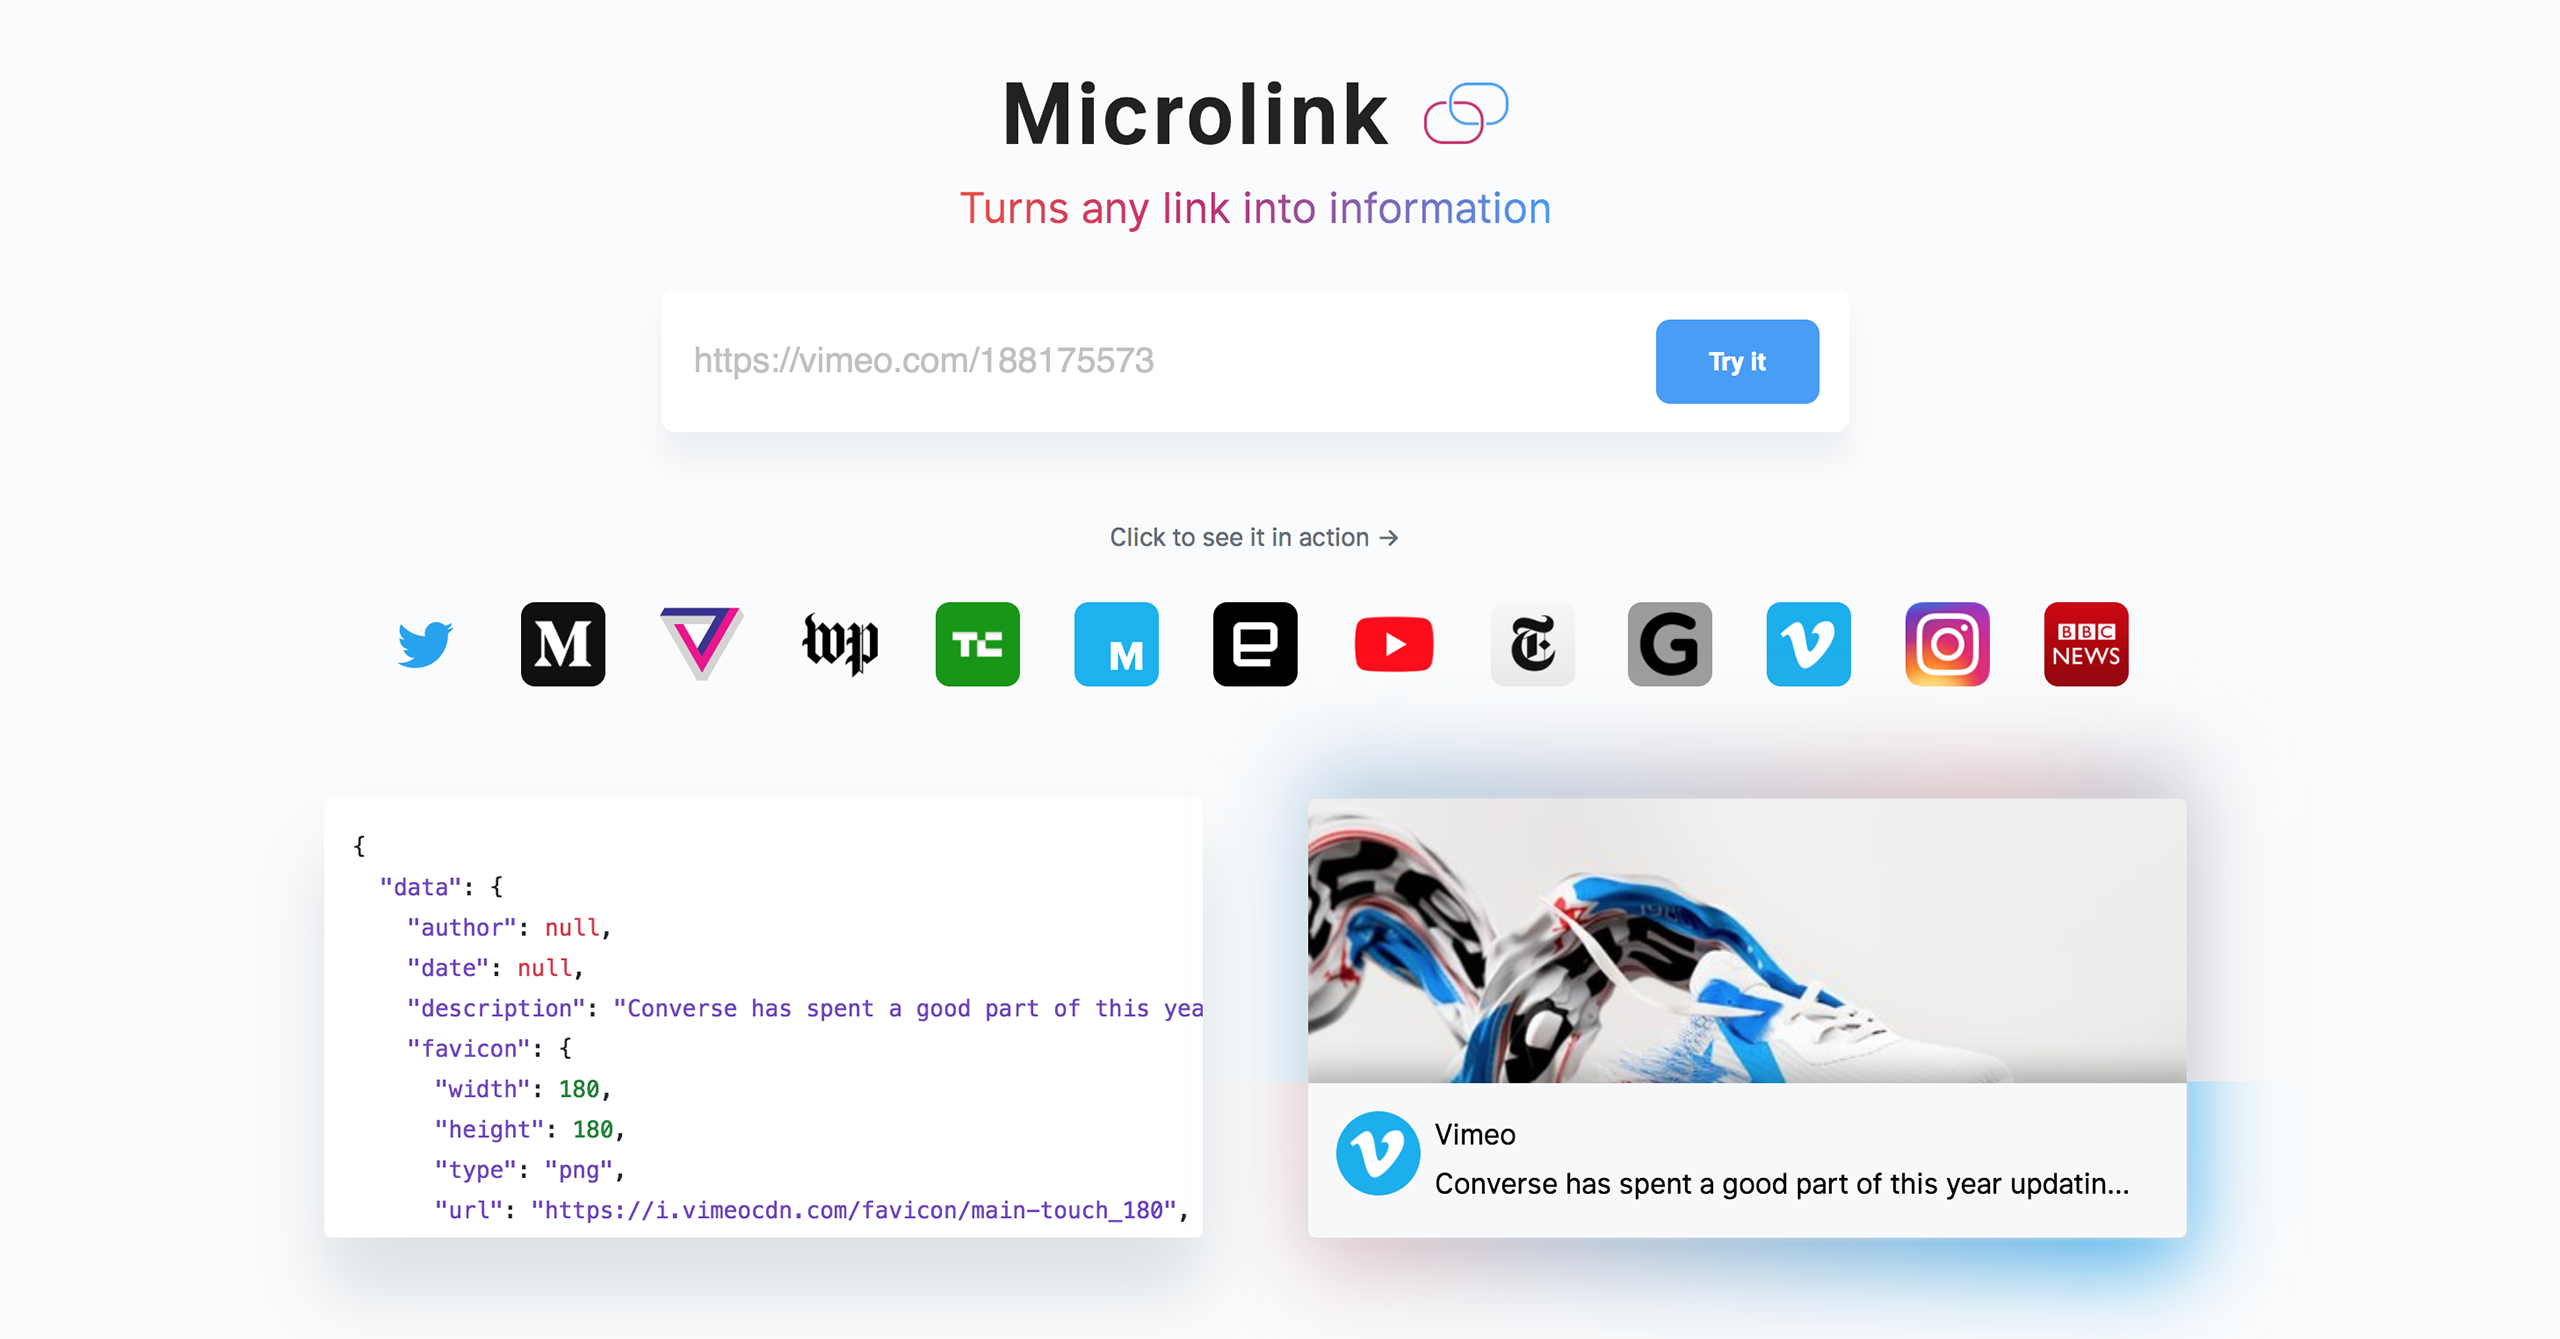 Microlink
Turns any link into information
https://vimeo.com/188175573
Try it
Click to see it in action →
M
wp
TC
M
e
T
G
BBC
NEWS
{
"data": {
"author": null,
"date": null,
"description": "Converse has spent a good part of this yea
"favicon": {
"width": 180,
"height": 180,
"type": "png",
"url": "https://i.vimeocdn.com/favicon/main-touch_180",
Vimeo
Converse has spent a good part of this year updatin...